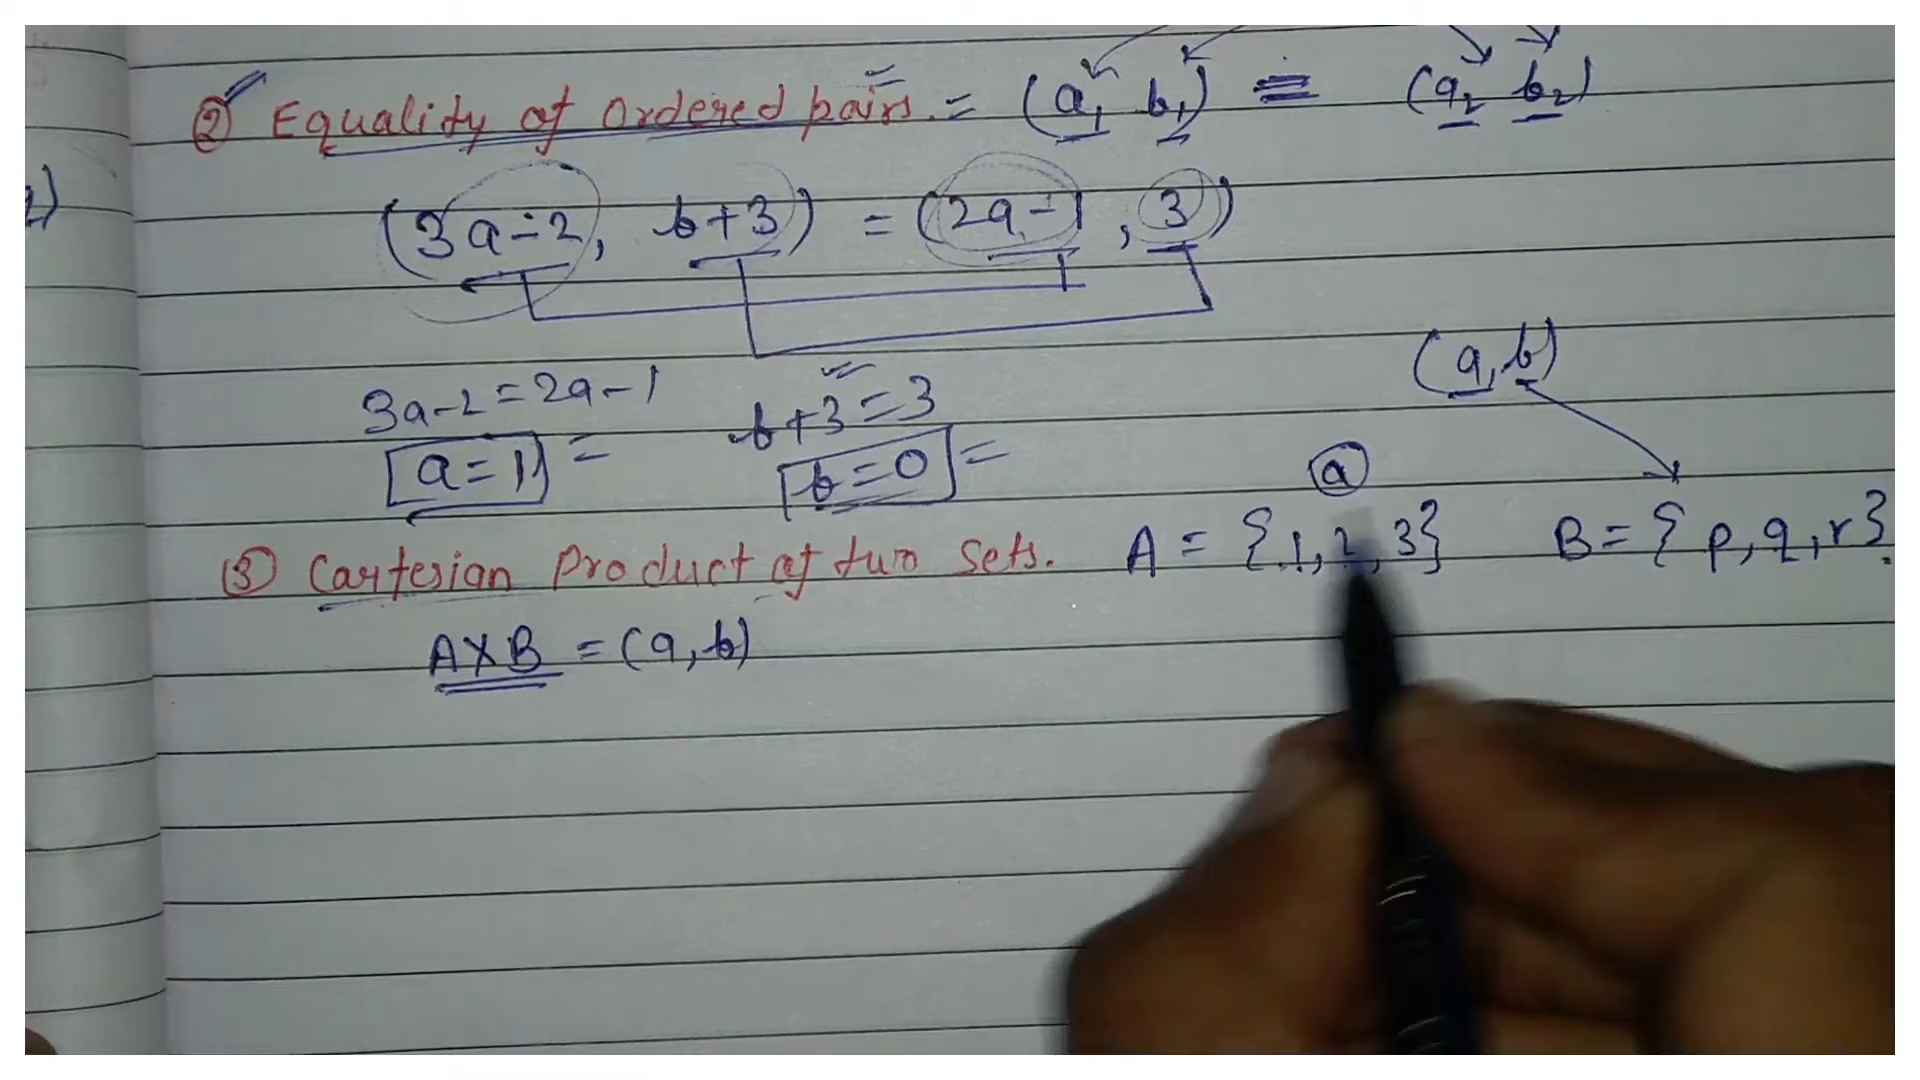 ② Equality of Ordered pairs. = (a₁ b₁) = (a₂ b₂)
(3a-2, b+3) = (2a-1, 3)
(a, b)
3a-2 = 2a-1 b+3 = 3
a=1 = b=0 =
a
③ Cartesian Product of two Sets. A = {1, 2, 3} B = {p, q, r}.
A×B = (a, b)